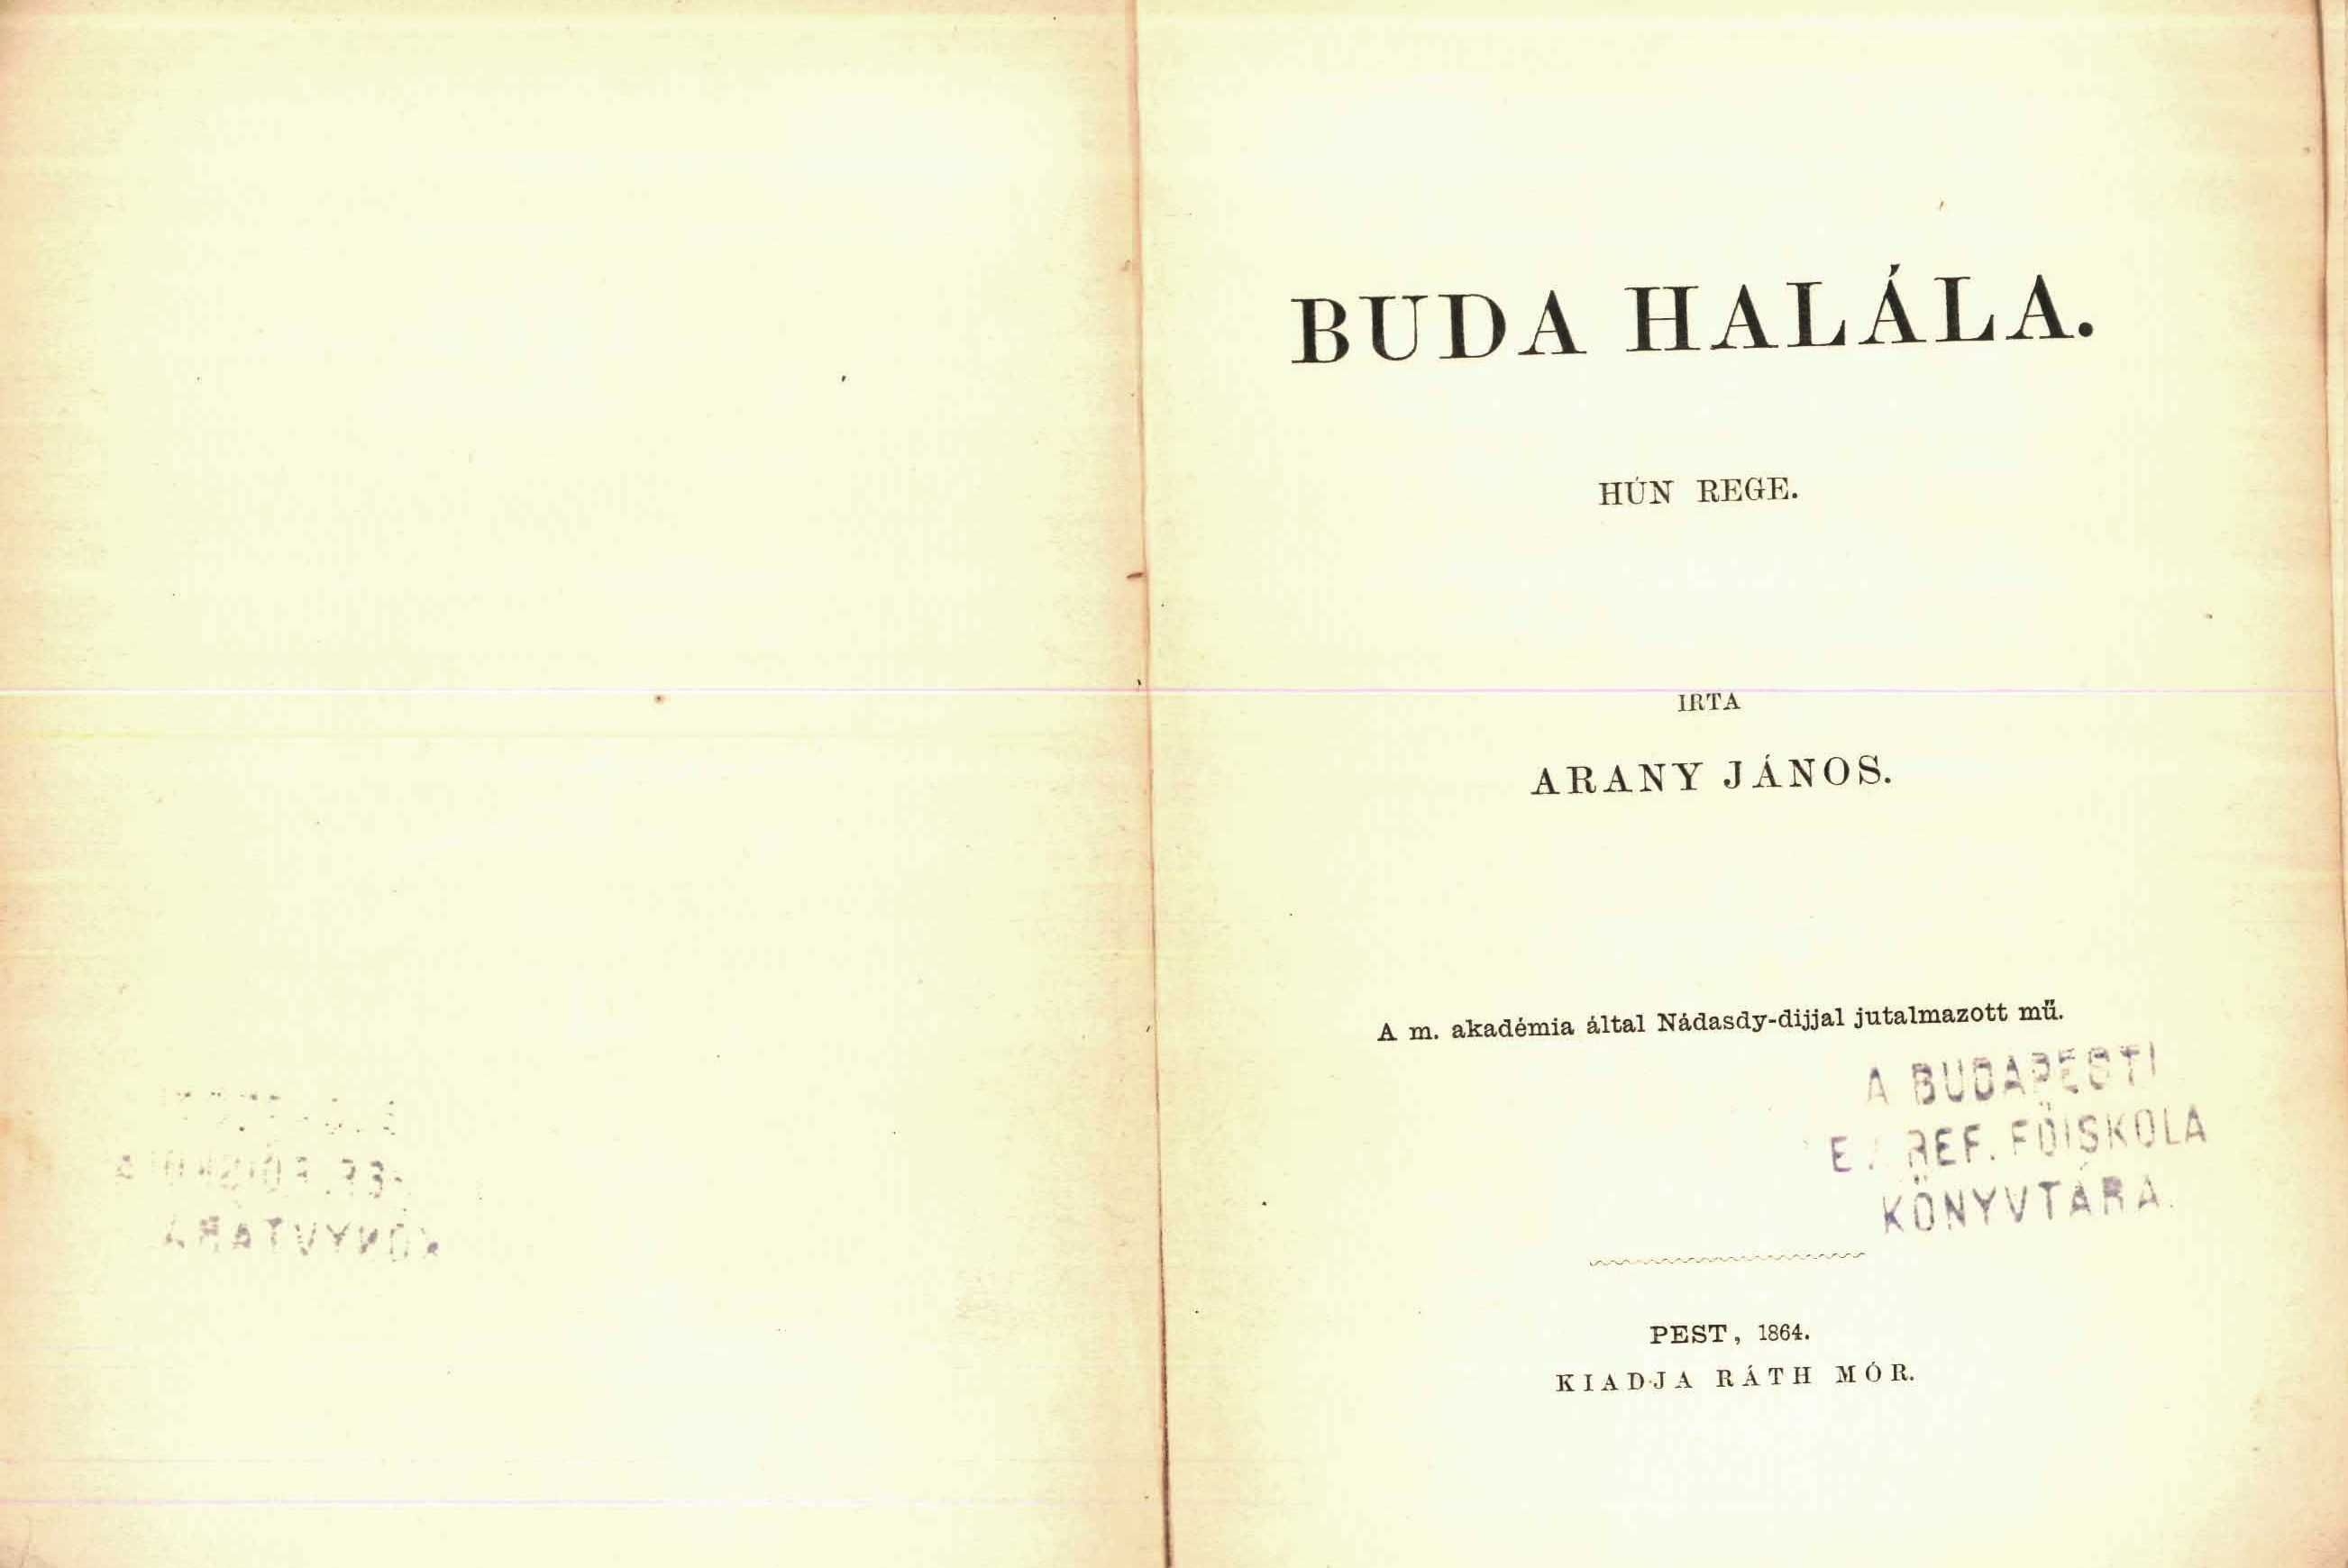 BUDA HALÁLA.
HÚN REGE.
IRTA
ARANY JÁNOS.
A m. akadémia által Nádasdy-dijjal jutalmazott mű.
A BUDAPESTI
REF. FŐISKOLA
KÖNYVTÁRA.
PEST, 1864.
KIADJA RÁTH MÓR.